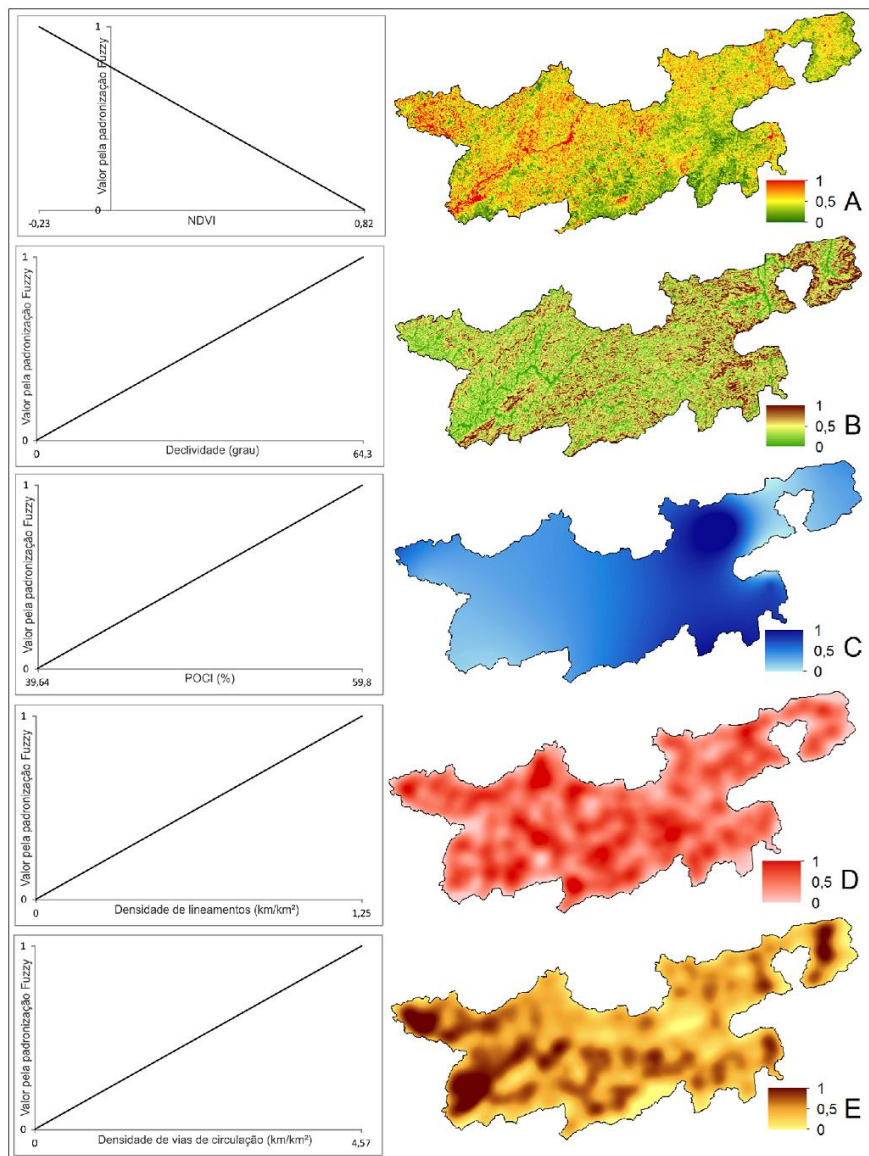 1
Valor pela padronização Fuzzy
0
-0,23
NDVI
0,82
1
0,5
0
A
1
Valor pela padronização Fuzzy
0
Declividade (grau)
64,3
1
0,5
0
B
1
Valor pela padronização Fuzzy
0
39,64
POCI (%)
59,8
1
0,5
0
C
1
Valor pela padronização Fuzzy
0
0
Densidade de lineamentos (km/km²)
1,25
1
0,5
0
D
1
Valor pela padronização Fuzzy
0
0
Densidade de vias de circulação (km/km²)
4,57
1
0,5
0
E